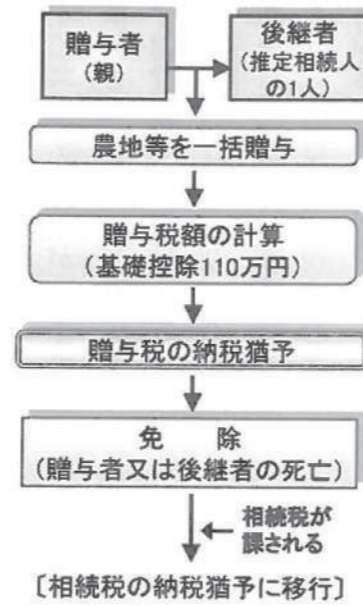 贈与者
(親)
後継者
(推定相続人
の1人)
農地等を一括贈与
贈与税額の計算
(基礎控除110万円)
贈与税の納税猶予
免 除
(贈与者又は後継者の死亡)
相続税が
課される
〔相続税の納税猶予に移行〕